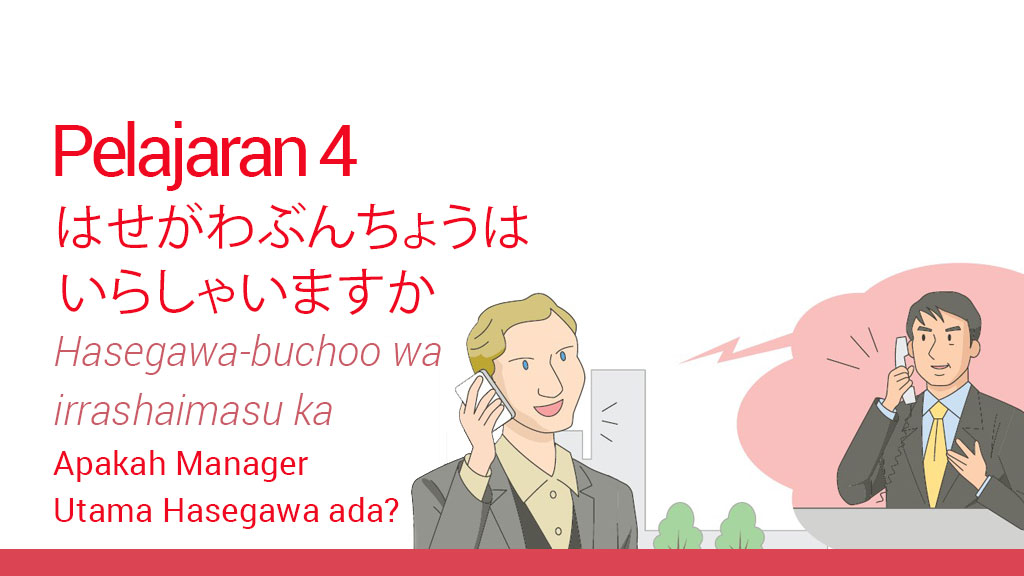 Pelajaran 4
はせがわぶんちょうは
いらしゃいますか
Hasegawa-buchoo wa
irrashaimasu ka
Apakah Manager
Utama Hasegawa ada?